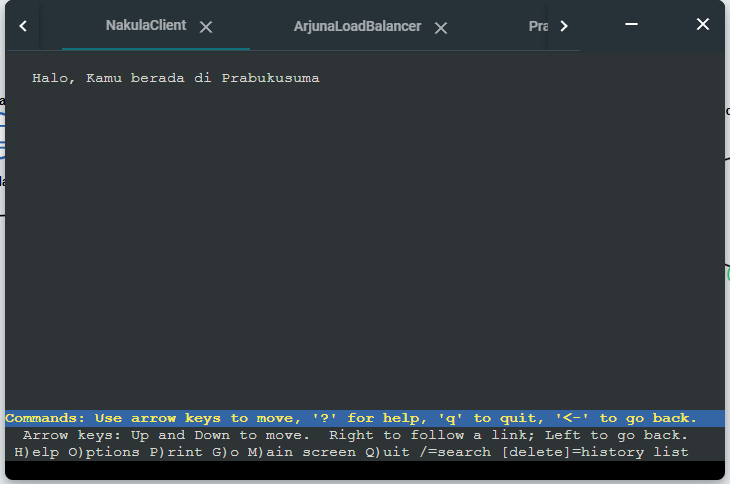 NakulaClient
ArjunaLoadBalancer
Pra
Halo, Kamu berada di Prabukusuma
Commands: Use arrow keys to move, '?' for help, 'q' to quit, '<-' to go back.
Arrow keys: Up and Down to move.  Right to follow a link; Left to go back.
H)elp O)ptions P)rint G)o M)ain screen Q)uit /=search [delete]=history list